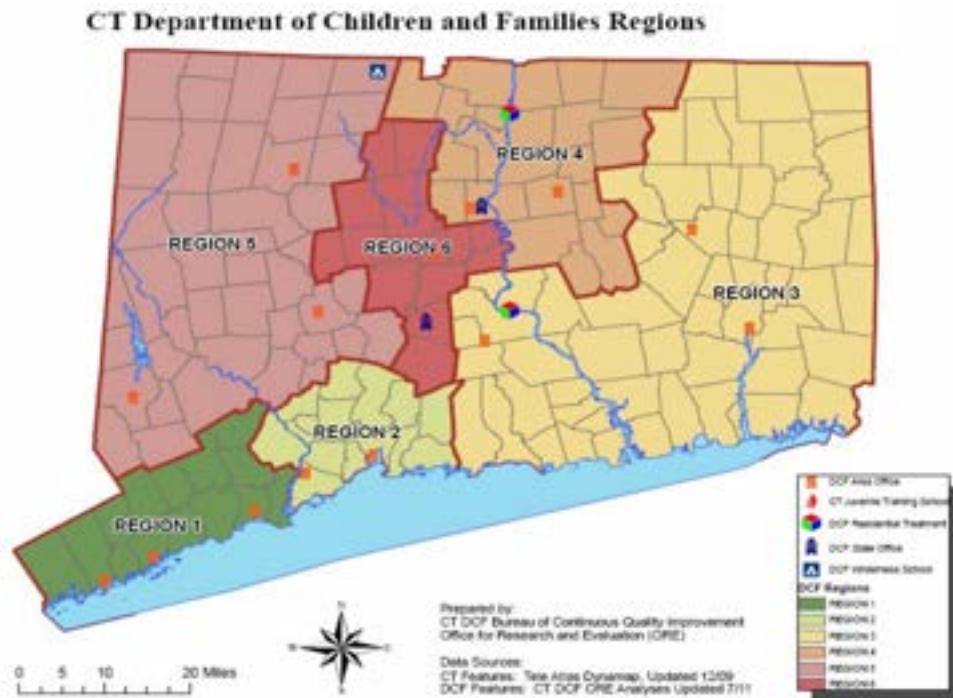 CT Department of Children and Families Regions
REGION 4
REGION 5
REGION 6
REGION 3
REGION 2
REGION 1
DCF Area Office
CT Juvenile Training School
DCF Residential Treatment
DCF State Office
DCF Wilderness School
DCF Regions
REGION 1
REGION 2
REGION 3
REGION 4
REGION 5
REGION 6
N
S
Prepared by:
CT DCF Bureau of Continuous Quality Improvement
Office for Research and Evaluation (ORE)
Data Sources:
CT Features: Tele Atlas Dynamap, Updated 12/09
DCF Features: CT DCF ORE Analyses Updated 7/11
0 5 10 20 Miles